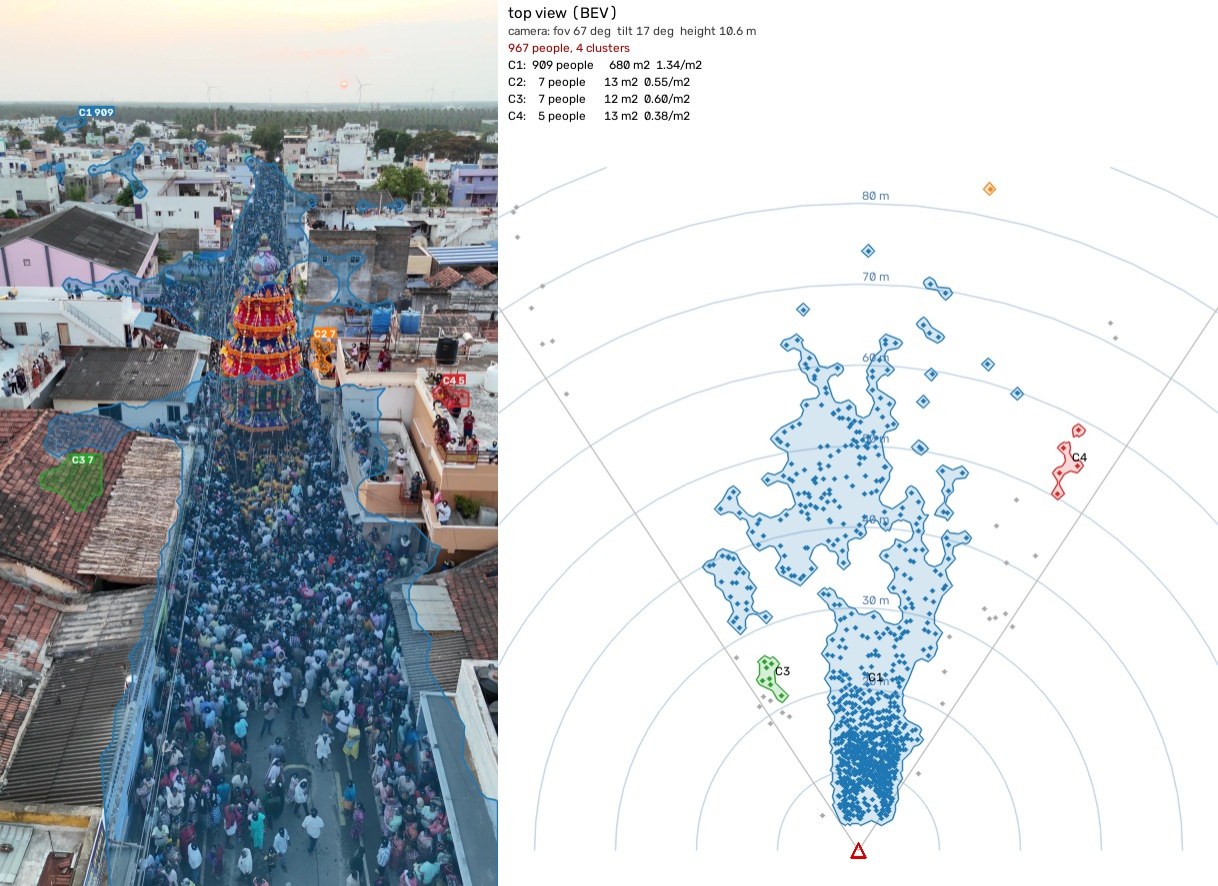 top view (BEV)
camera: fov 67 deg tilt 17 deg height 10.6 m
967 people, 4 clusters
C1: 909 people 680 m2 1.34/m2
C2: 7 people 13 m2 0.55/m2
C3: 7 people 12 m2 0.60/m2
C4: 5 people 13 m2 0.38/m2
C1 909
C2 7
C4 5
C3 7
80 m
70 m
60 m
30 m
C4
C3
C1